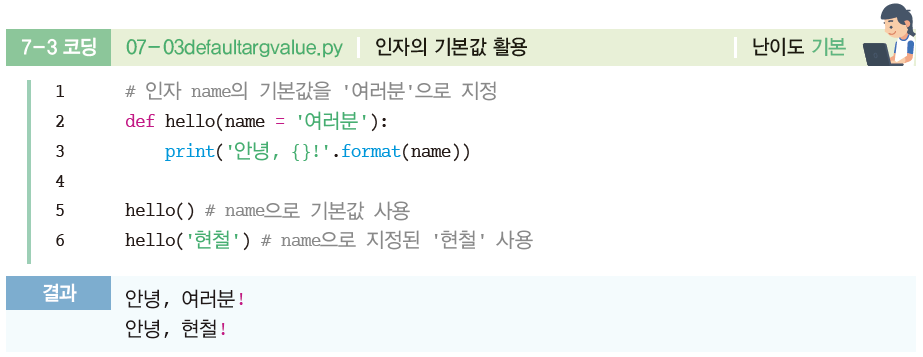 7-3 코딩 07-03defaultargvalue.py 인자의 기본값 활용 난이도 기본
1 # 인자 name의 기본값을 '여러분'으로 지정
2 def hello(name = '여러분'):
3 print('안녕, {}!'.format(name))
4
5 hello() # name으로 기본값 사용
6 hello('현철') # name으로 지정된 '현철' 사용
결과 안녕, 여러분!
안녕, 현철!